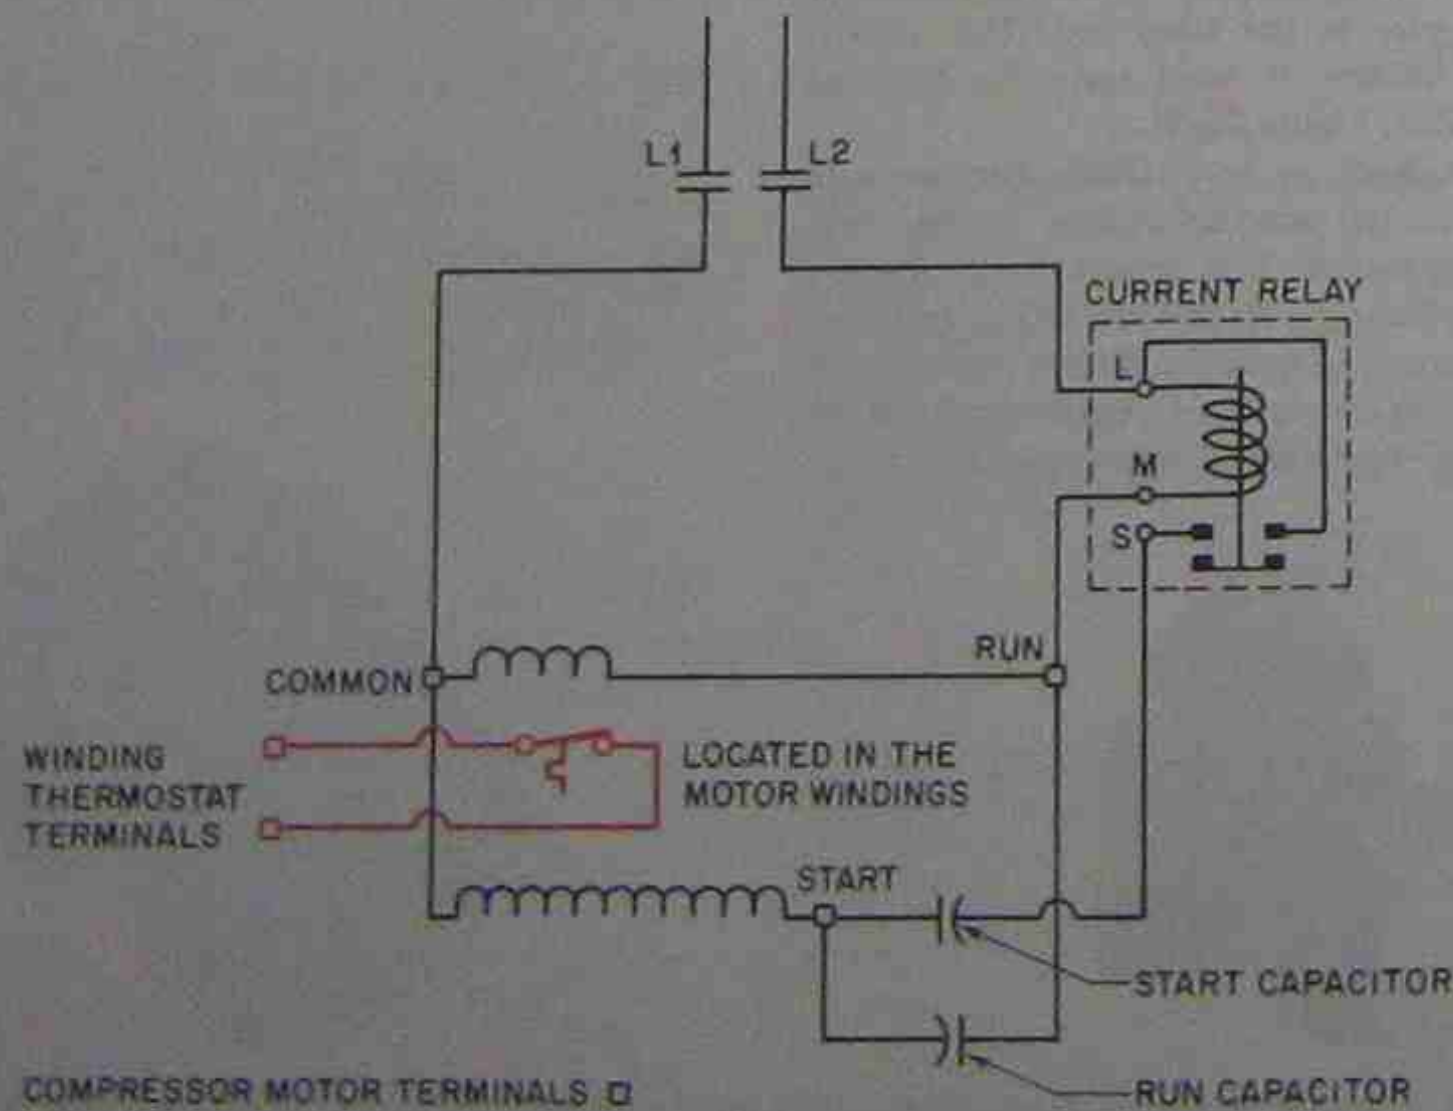 L1
L2
CURRENT RELAY
L
M
S
RUN
COMMON
WINDING
THERMOSTAT
TERMINALS
LOCATED IN THE
MOTOR WINDINGS
START
START CAPACITOR
RUN CAPACITOR
COMPRESSOR MOTOR TERMINALS